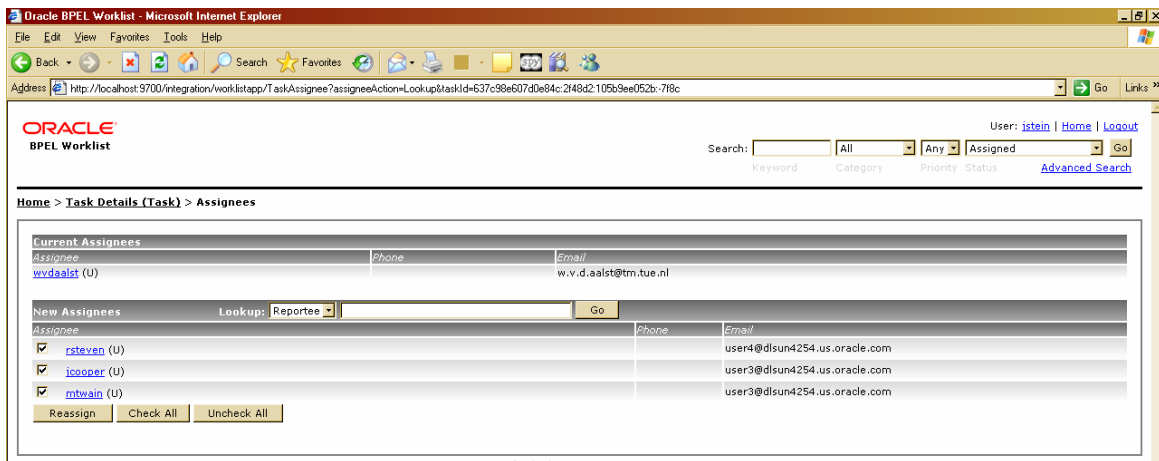 Oracle BPEL Worklist - Microsoft Internet Explorer
File Edit View Favorites Tools Help
Back Search Favorites
Address http://localhost:9700/integration/worklistapp/TaskAssignee?assigneeAction=Lookup&taskId=637c98e607d0e84c:2f48d2:105b9ee052b:-7f8c Go Links »
ORACLE
BPEL Worklist
User: jstein | Home | Logout
Search: All Any Assigned Go
Keyword Category Priority Status Advanced Search
Home > Task Details (Task) > Assignees
Current Assignees
Assignee Phone Email
wvdaalst (U) w.v.d.aalst@tm.tue.nl
New Assignees Lookup: Reportee Go
Assignee Phone Email
rsteven (U) user4@dlsun4254.us.oracle.com
jcooper (U) user3@dlsun4254.us.oracle.com
mtwain (U) user3@dlsun4254.us.oracle.com
Reassign Check All Uncheck All